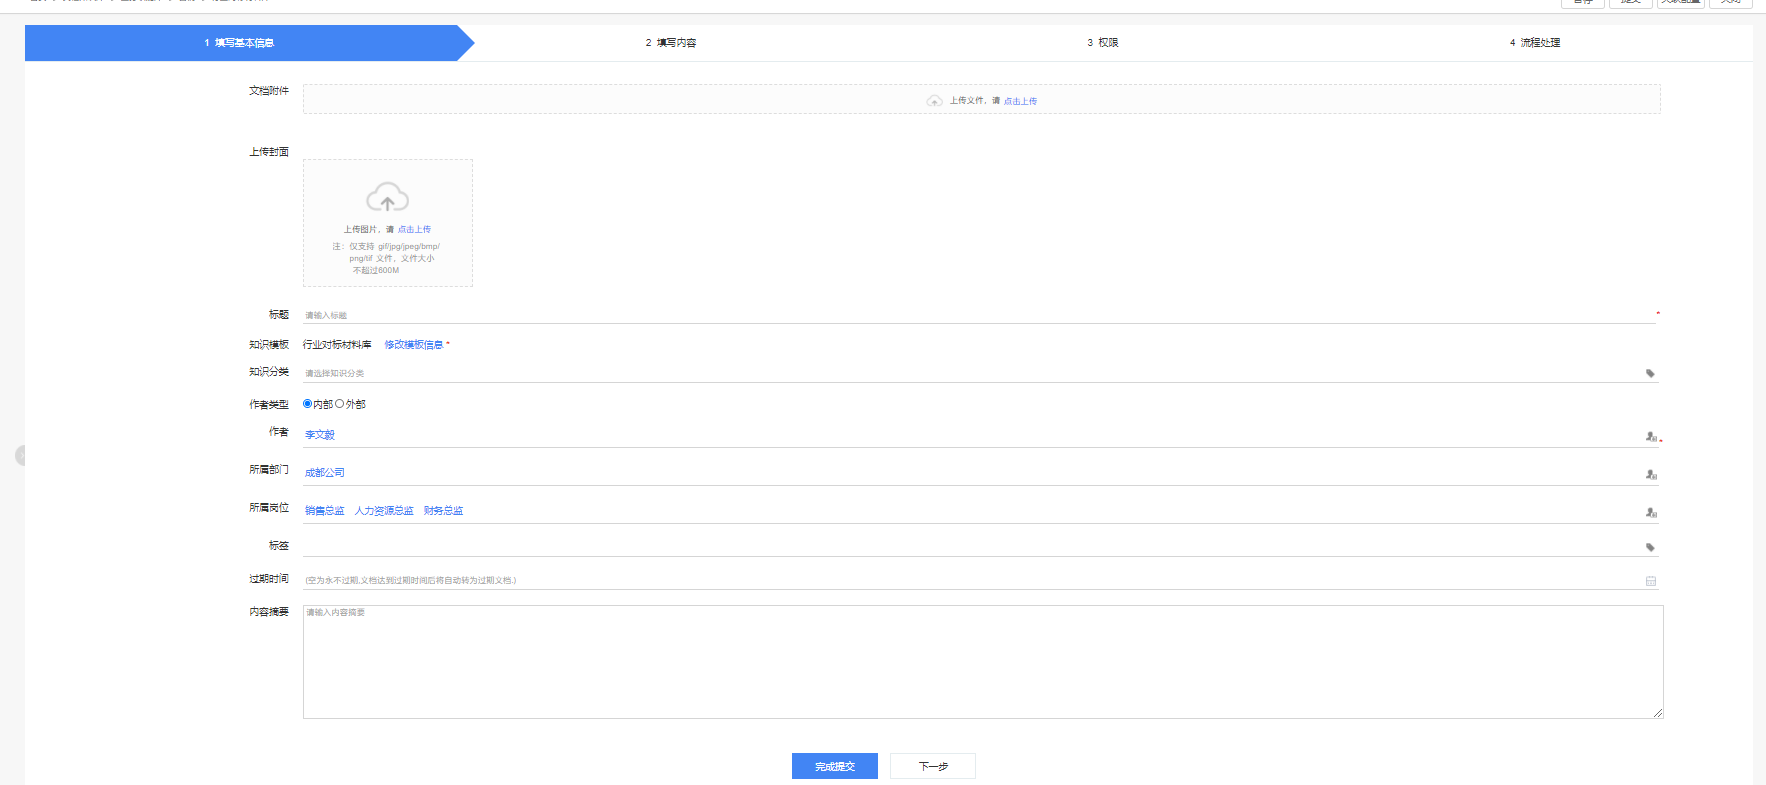 1 填写基本信息
2 填写内容
3 权限
4 流程处理
文档附件
上传文件，请 点击上传
上传封面
上传图片，请 点击上传
注：仅支持 gif/jpg/jpeg/bmp/
png/tif 文件，文件大小
不超过600M
标题 请输入标题 *
知识模板 行业对标材料库 修改模板信息 *
知识分类 请选择知识分类
作者类型 内部 外部
作者 李文毅 *
所属部门 成都公司
所属岗位 销售总监 人力资源总监 财务总监
标签
过期时间 (空为永不过期,文档达到过期时间后将自动转为过期文档.)
内容摘要 请输入内容摘要
完成提交 下一步